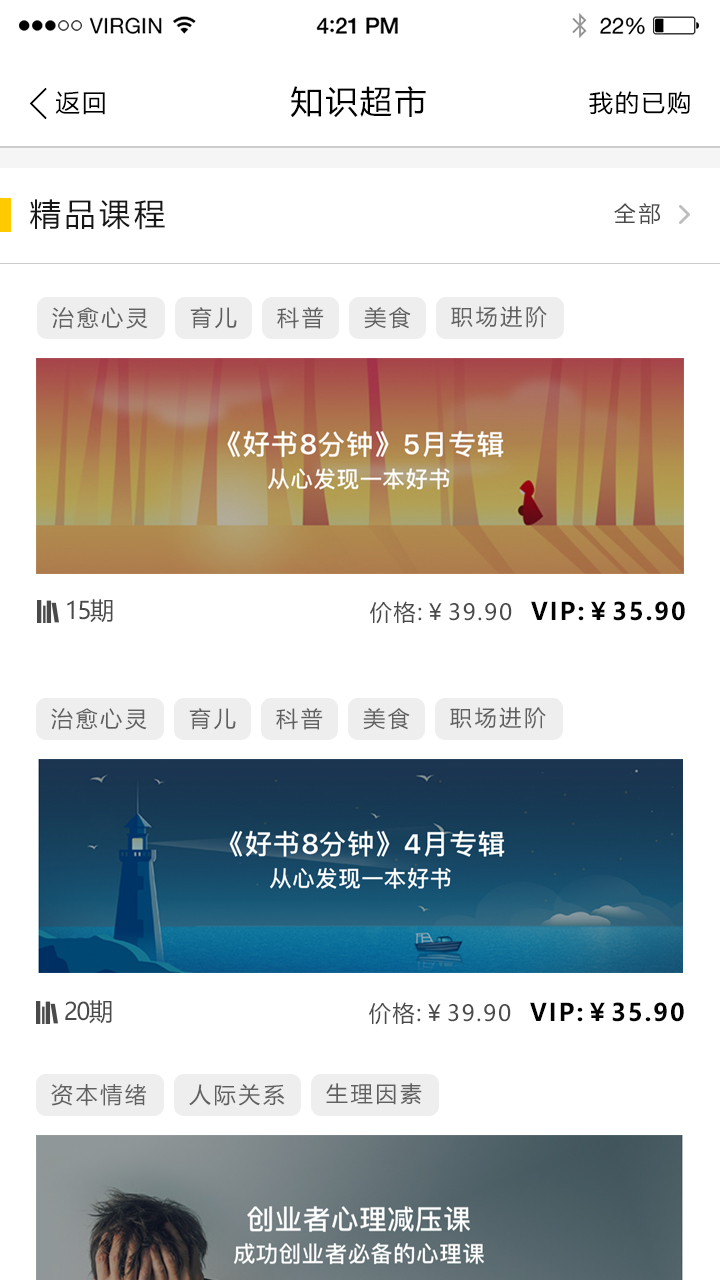 VIRGIN 4:21 PM 22%
返回 知识超市 我的已购
精品课程 全部
治愈心灵 育儿 科普 美食 职场进阶
《好书8分钟》5月专辑
从心发现一本好书
15期 价格:¥39.90 VIP:¥35.90
治愈心灵 育儿 科普 美食 职场进阶
《好书8分钟》4月专辑
从心发现一本好书
20期 价格:¥39.90 VIP:¥35.90
资本情绪 人际关系 生理因素
创业者心理减压课
成功创业者必备的心理课